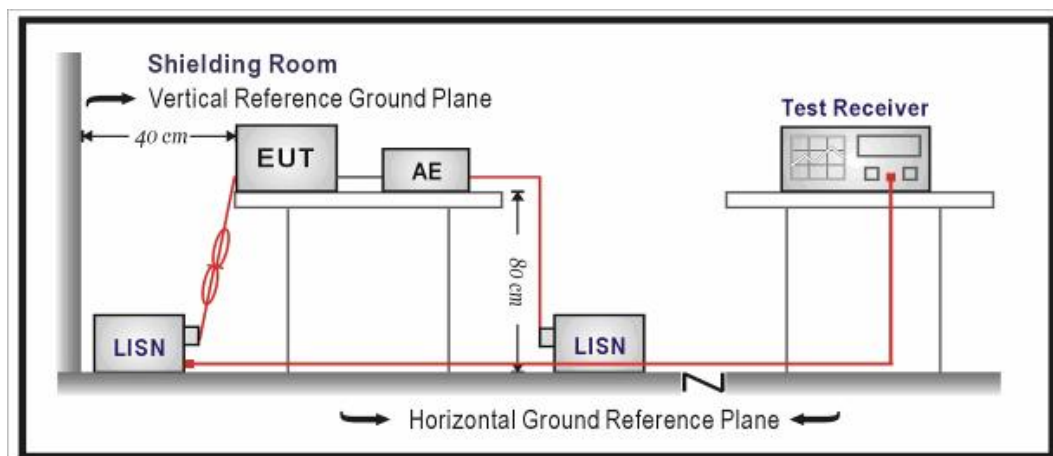 Shielding Room
Vertical Reference Ground Plane
40 cm
EUT
AE
Test Receiver
80 cm
LISN
LISN
Horizontal Ground Reference Plane